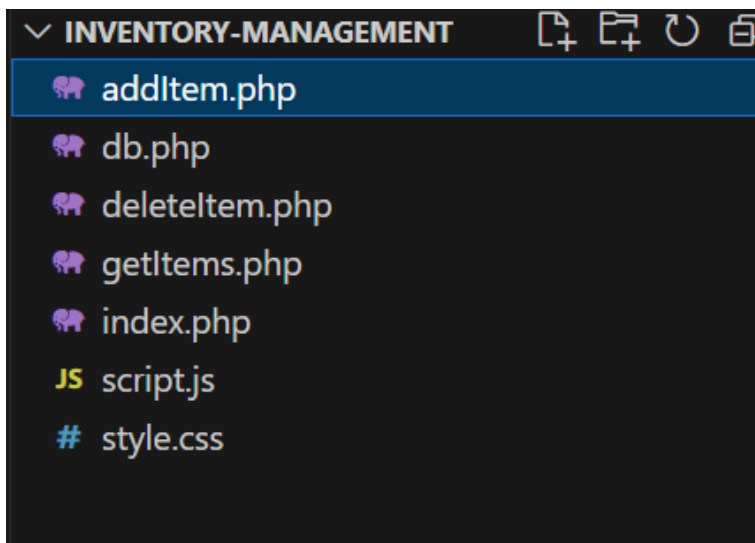 INVENTORY-MANAGEMENT
addItem.php
db.php
deleteItem.php
getItems.php
index.php
JS script.js
# style.css